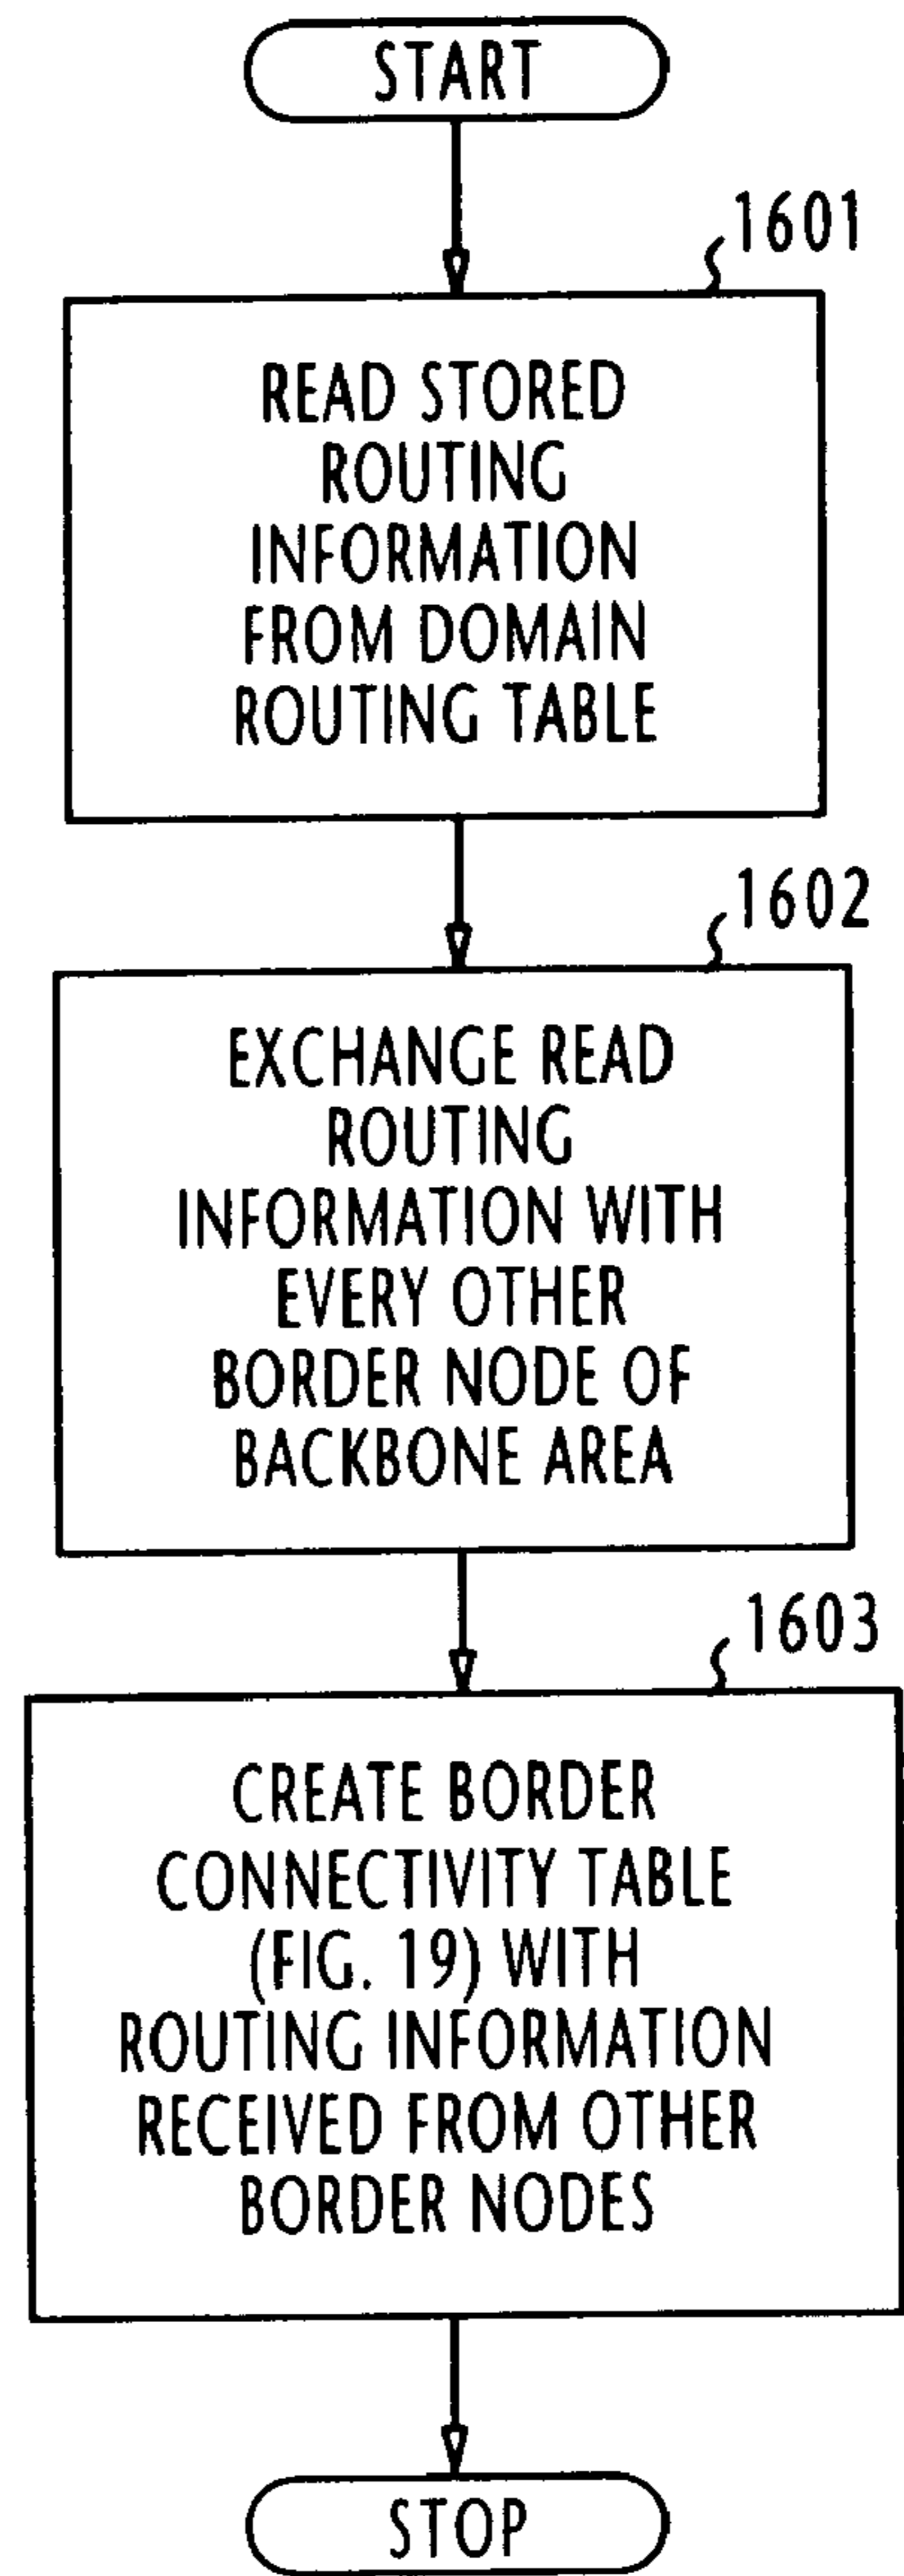 START
1601
READ STORED
ROUTING
INFORMATION
FROM DOMAIN
ROUTING TABLE
1602
EXCHANGE READ
ROUTING
INFORMATION WITH
EVERY OTHER
BORDER NODE OF
BACKBONE AREA
1603
CREATE BORDER
CONNECTIVITY TABLE
(FIG. 19) WITH
ROUTING INFORMATION
RECEIVED FROM OTHER
BORDER NODES
STOP